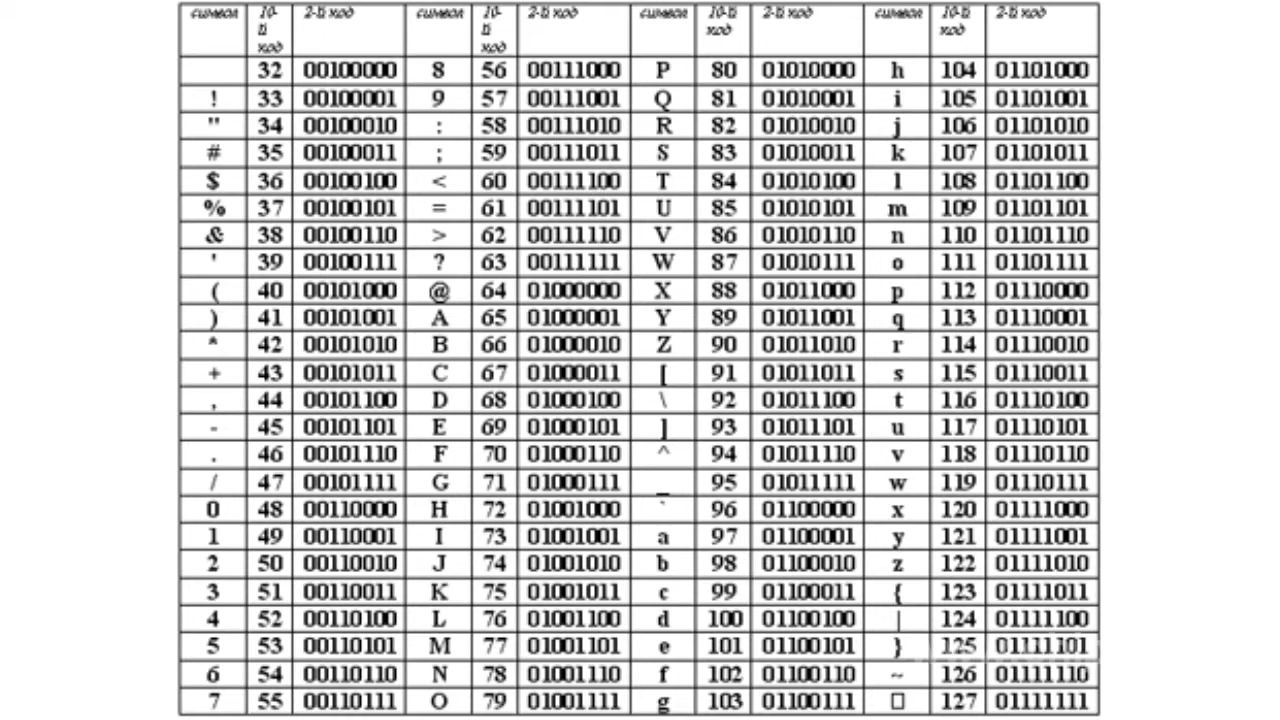 символ 10-й код 2-й код символ 10-й код 2-й код символ 10-й код 2-й код символ 10-й код 2-й код
32 00100000 8 56 00111000 P 80 01010000 h 104 01101000
! 33 00100001 9 57 00111001 Q 81 01010001 i 105 01101001
" 34 00100010 : 58 00111010 R 82 01010010 j 106 01101010
# 35 00100011 ; 59 00111011 S 83 01010011 k 107 01101011
$ 36 00100100 < 60 00111100 T 84 01010100 l 108 01101100
% 37 00100101 = 61 00111101 U 85 01010101 m 109 01101101
& 38 00100110 > 62 00111110 V 86 01010110 n 110 01101110
' 39 00100111 ? 63 00111111 W 87 01010111 o 111 01101111
( 40 00101000 @ 64 01000000 X 88 01011000 p 112 01110000
) 41 00101001 A 65 01000001 Y 89 01011001 q 113 01110001
* 42 00101010 B 66 01000010 Z 90 01011010 r 114 01110010
+ 43 00101011 C 67 01000011 [ 91 01011011 s 115 01110011
, 44 00101100 D 68 01000100 \ 92 01011100 t 116 01110100
- 45 00101101 E 69 01000101 ] 93 01011101 u 117 01110101
. 46 00101110 F 70 01000110 ^ 94 01011110 v 118 01110110
/ 47 00101111 G 71 01000111 _ 95 01011111 w 119 01110111
0 48 00110000 H 72 01001000 ` 96 01100000 x 120 01111000
1 49 00110001 I 73 01001001 a 97 01100001 y 121 01111001
2 50 00110010 J 74 01001010 b 98 01100010 z 122 01111010
3 51 00110011 K 75 01001011 c 99 01100011 { 123 01111011
4 52 00110100 L 76 01001100 d 100 01100100 | 124 01111100
5 53 00110101 M 77 01001101 e 101 01100101 } 125 01111101
6 54 00110110 N 78 01001110 f 102 01100110 ~ 126 01111110
7 55 00110111 O 79 01001111 g 103 01100111 □ 127 01111111